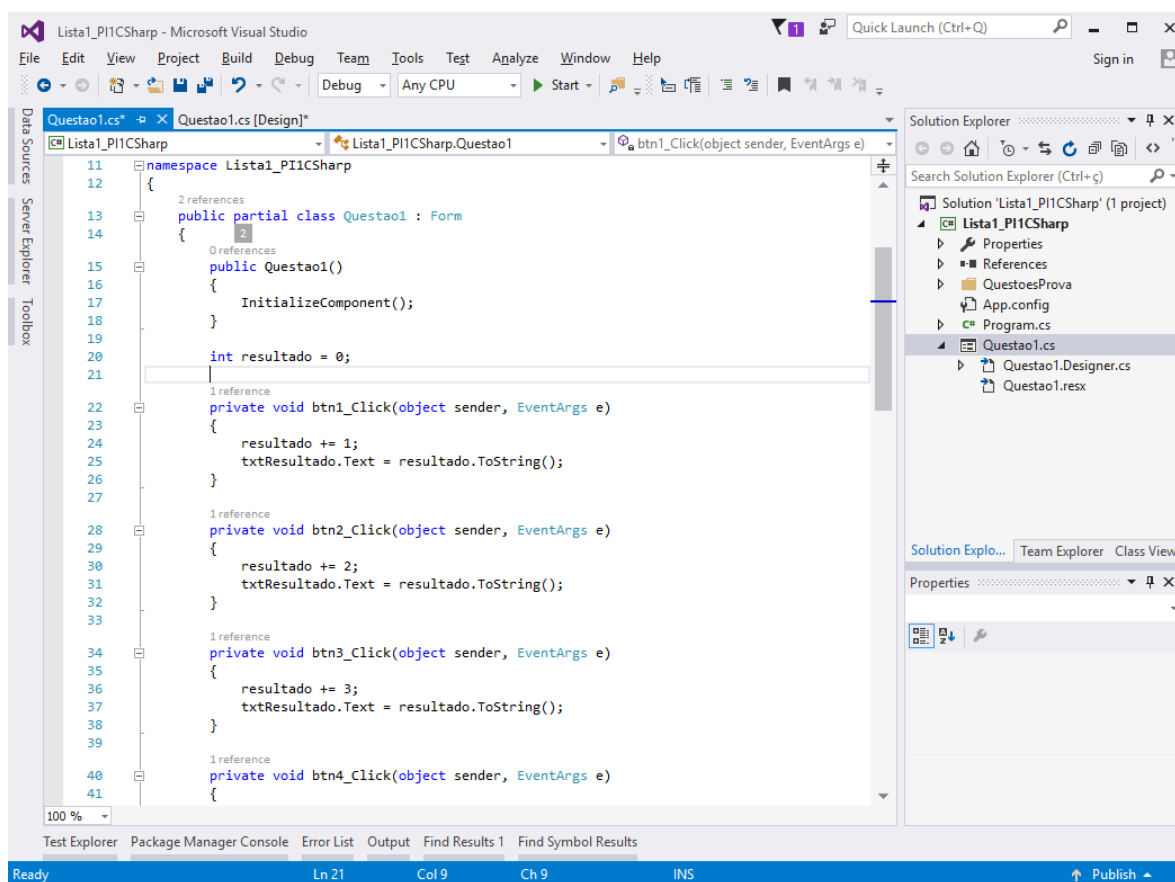 Lista1_PI1CSharp - Microsoft Visual Studio
1
Quick Launch (Ctrl+Q)
File Edit View Project Build Debug Team Tools Test Analyze Window Help
Sign in
Debug Any CPU Start
Data Sources
Server Explorer
Toolbox
Questao1.cs* Questao1.cs [Design]*
C# Lista1_PI1CSharp Lista1_PI1CSharp.Questao1 btn1_Click(object sender, EventArgs e)
11 namespace Lista1_PI1CSharp
12 {
2 references
13 public partial class Questao1 : Form
14 {
2
0 references
15 public Questao1()
16 {
17 InitializeComponent();
18 }
19
20 int resultado = 0;
21
1 reference
22 private void btn1_Click(object sender, EventArgs e)
23 {
24 resultado += 1;
25 txtResultado.Text = resultado.ToString();
26 }
27
1 reference
28 private void btn2_Click(object sender, EventArgs e)
29 {
30 resultado += 2;
31 txtResultado.Text = resultado.ToString();
32 }
33
1 reference
34 private void btn3_Click(object sender, EventArgs e)
35 {
36 resultado += 3;
37 txtResultado.Text = resultado.ToString();
38 }
39
1 reference
40 private void btn4_Click(object sender, EventArgs e)
41 {
100 %
Solution Explorer
Search Solution Explorer (Ctrl+ç)
Solution 'Lista1_PI1CSharp' (1 project)
C# Lista1_PI1CSharp
Properties
References
QuestoesProva
App.config
C# Program.cs
Questao1.cs
Questao1.Designer.cs
Questao1.resx
Solution Explo... Team Explorer Class View
Properties
Test Explorer Package Manager Console Error List Output Find Results 1 Find Symbol Results
Ready Ln 21 Col 9 Ch 9 INS Publish